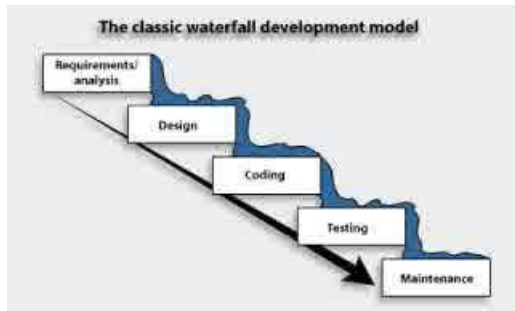 The classic waterfall development model
Requirements/
analysis
Design
Coding
Testing
Maintenance